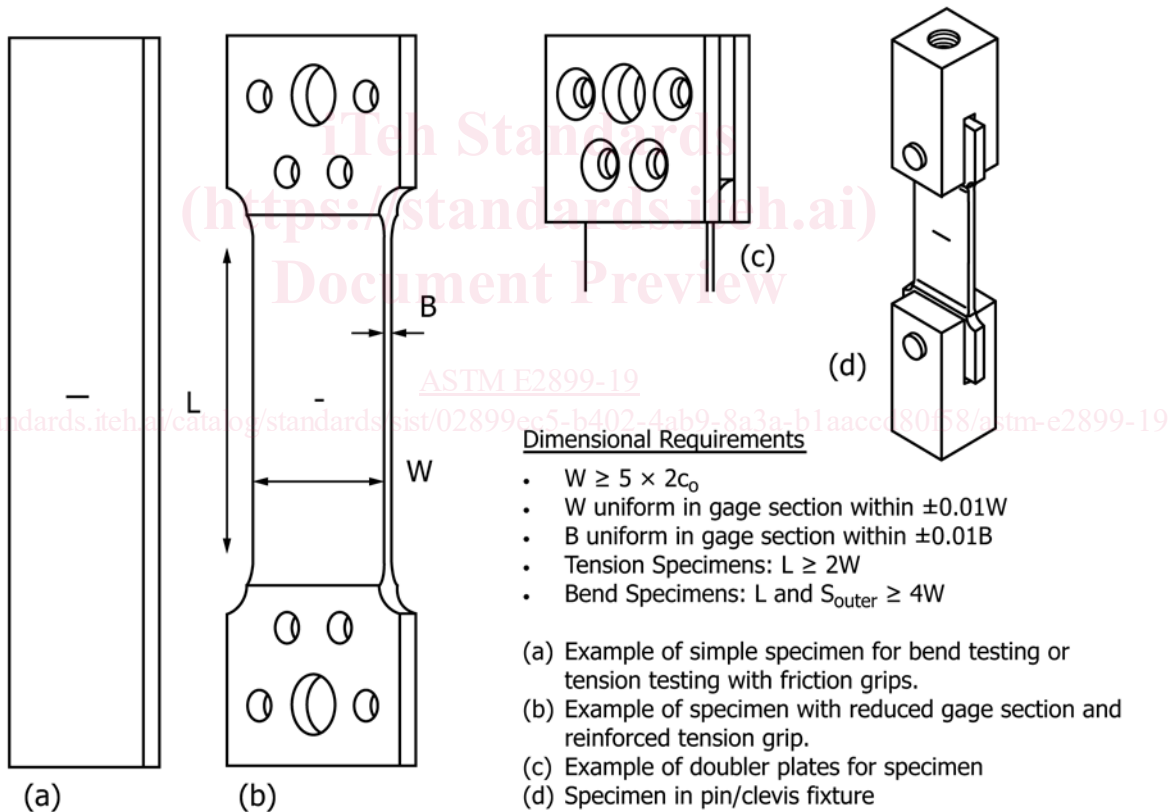 iTeh Standards
(https://standards.iteh.ai)
Document Preview
(c)
B
(d)
ASTM E2899-19
L
andards.iteh.ai/catalog/standards/sist/02899ec5-b402-4ab9-8a3a-b1aaccd80f58/astm-e2899-19
W
Dimensional Requirements
• W ≥ 5 × 2cₒ
• W uniform in gage section within ±0.01W
• B uniform in gage section within ±0.01B
• Tension Specimens: L ≥ 2W
• Bend Specimens: L and Sₒᵤₜₑᵣ ≥ 4W
(a) Example of simple specimen for bend testing or
tension testing with friction grips.
(b) Example of specimen with reduced gage section and
reinforced tension grip.
(c) Example of doubler plates for specimen
(d) Specimen in pin/clevis fixture
(a)
(b)